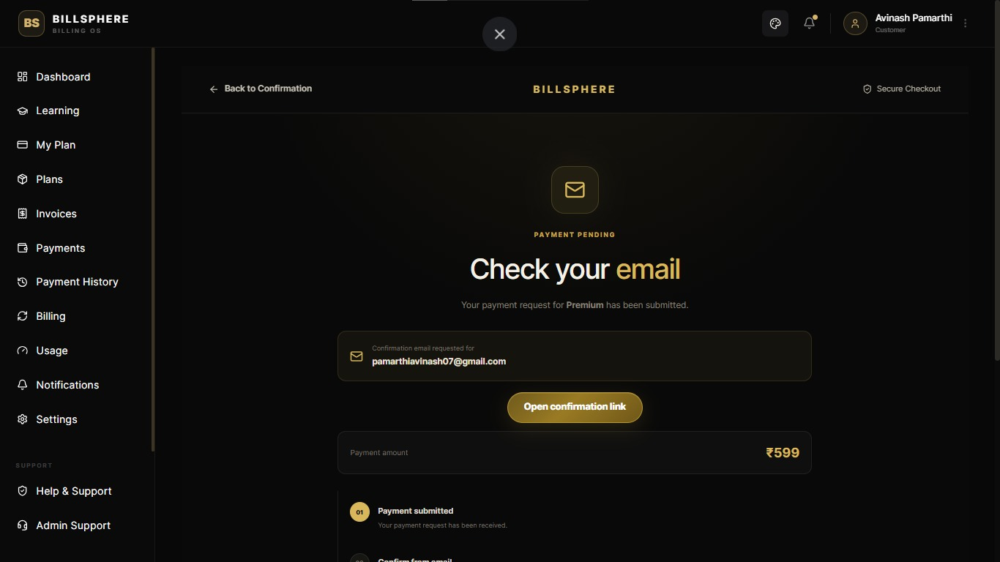 BS
BILLSPHERE
BILLING OS
Avinash Pamarthi
Customer
Dashboard
Learning
My Plan
Plans
Invoices
Payments
Payment History
Billing
Usage
Notifications
Settings
SUPPORT
Help & Support
Admin Support
Back to Confirmation
BILLSPHERE
Secure Checkout
PAYMENT PENDING
Check your email
Your payment request for Premium has been submitted.
Confirmation email requested for
pamarthiavinash07@gmail.com
Open confirmation link
Payment amount
₹599
01
Payment submitted
Your payment request has been received.
Confirm from email